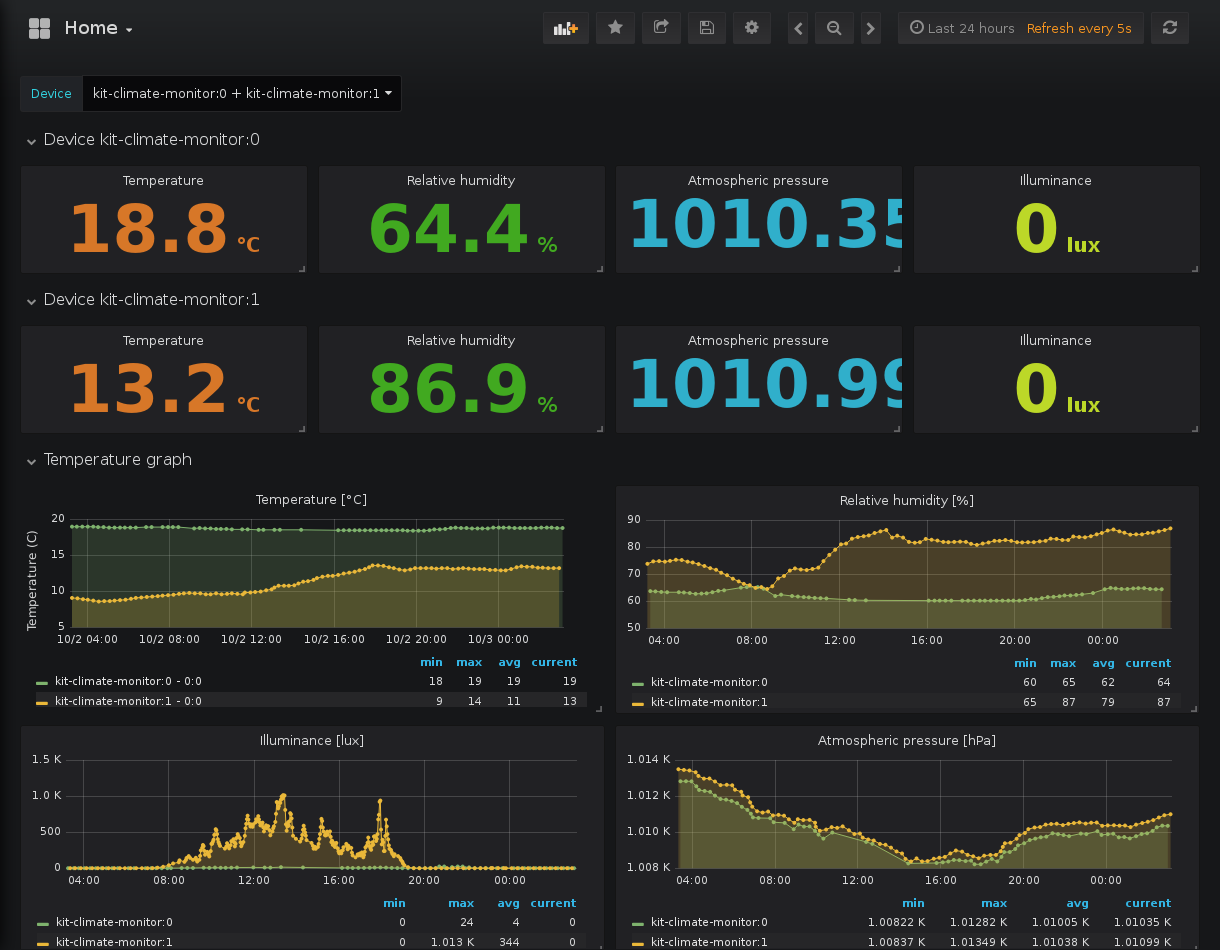 Home
Last 24 hours Refresh every 5s
Device kit-climate-monitor:0 + kit-climate-monitor:1
Device kit-climate-monitor:0
Temperature Relative humidity Atmospheric pressure Illuminance
18.8 °C 64.4 % 1010.35 0 lux
Device kit-climate-monitor:1
Temperature Relative humidity Atmospheric pressure Illuminance
13.2 °C 86.9 % 1010.99 0 lux
Temperature graph
Temperature [°C]
Temperature (C)
20
15
10
5
10/2 04:00 10/2 08:00 10/2 12:00 10/2 16:00 10/2 20:00 10/3 00:00
min max avg current
kit-climate-monitor:0 - 0:0 18 19 19 19
kit-climate-monitor:1 - 0:0 9 14 11 13
Relative humidity [%]
90
80
70
60
50
04:00 08:00 12:00 16:00 20:00 00:00
min max avg current
kit-climate-monitor:0 60 65 62 64
kit-climate-monitor:1 65 87 79 87
Illuminance [lux]
1.5 K
1.0 K
500
0
04:00 08:00 12:00 16:00 20:00 00:00
min max avg current
kit-climate-monitor:0 0 24 4 0
kit-climate-monitor:1 0 1.013 K 344 0
Atmospheric pressure [hPa]
1.014 K
1.012 K
1.010 K
1.008 K
04:00 08:00 12:00 16:00 20:00 00:00
min max avg current
kit-climate-monitor:0 1.00822 K 1.01282 K 1.01005 K 1.01035 K
kit-climate-monitor:1 1.00837 K 1.01349 K 1.01038 K 1.01099 K